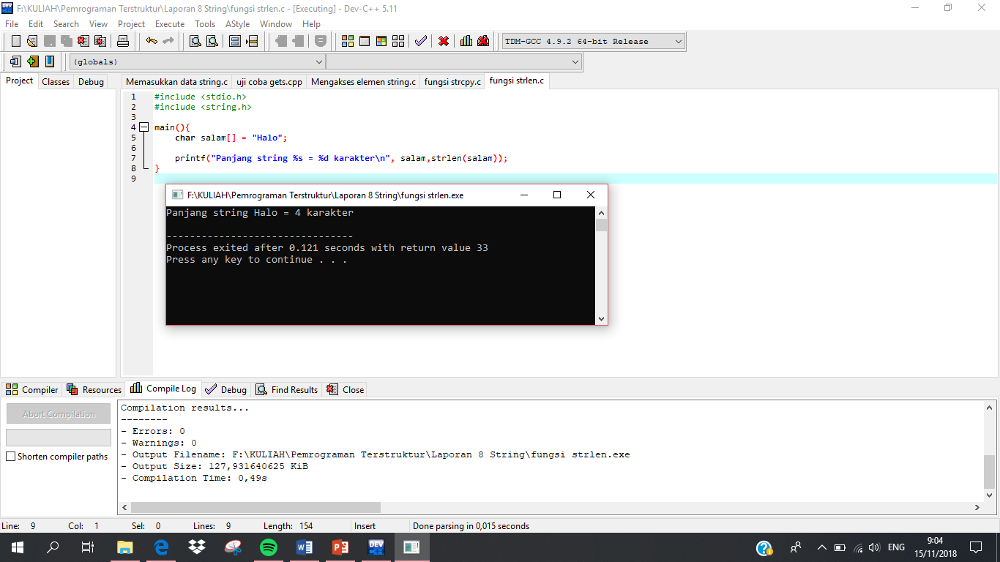 F:\KULIAH\Pemrograman Terstruktur\Laporan 8 String\fungsi strlen.c - [Executing] - Dev-C++ 5.11
File Edit Search View Project Execute Tools AStyle Window Help
TDM-GCC 4.9.2 64-bit Release
(globals)
Project Classes Debug
Memasukkan data string.c uji coba gets.cpp Mengakses elemen string.c fungsi strcpy.c fungsi strlen.c
1 #include <stdio.h>
2 #include <string.h>
3
4 main(){
5 char salam[] = "Halo";
6
7 printf("Panjang string %s = %d karakter\n", salam,strlen(salam));
8 }
9
F:\KULIAH\Pemrograman Terstruktur\Laporan 8 String\fungsi strlen.exe
Panjang string Halo = 4 karakter
--------------------------------
Process exited after 0.121 seconds with return value 33
Press any key to continue . . .
Compiler Resources Compile Log Debug Find Results Close
Abort Compilation
Shorten compiler paths
Compilation results...
--------
- Errors: 0
- Warnings: 0
- Output Filename: F:\KULIAH\Pemrograman Terstruktur\Laporan 8 String\fungsi strlen.exe
- Output Size: 127,931640625 KiB
- Compilation Time: 0,49s
Line: 9 Col: 1 Sel: 0 Lines: 9 Length: 154 Insert Done parsing in 0,015 seconds
DEV
ENG
9:04
15/11/2018